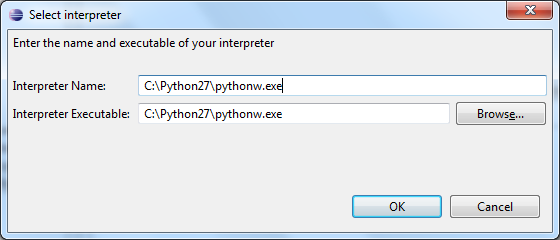 Select interpreter
Enter the name and executable of your interpreter
Interpreter Name: C:\Python27\pythonw.exe
Interpreter Executable: C:\Python27\pythonw.exe Browse...
OK Cancel